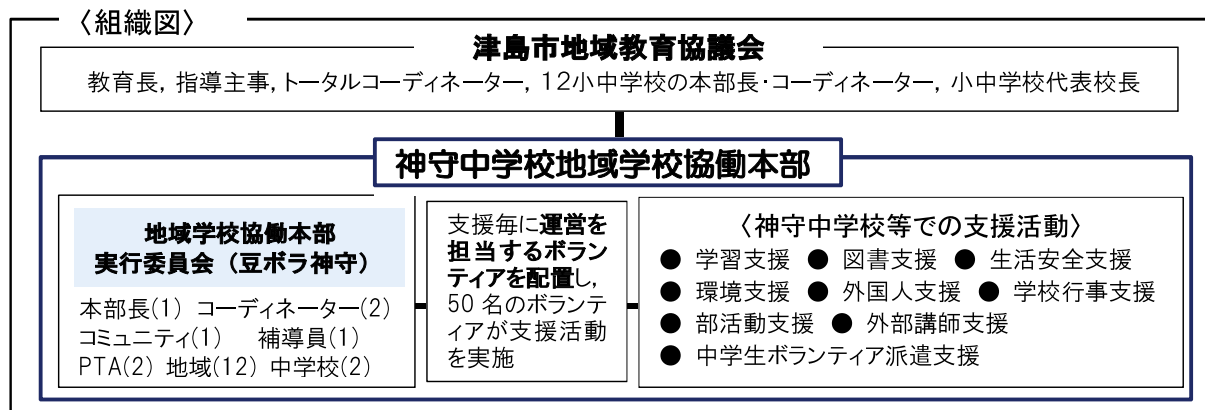 〈組織図〉
津島市地域教育協議会
教育長, 指導主事, トータルコーディネーター, 12小中学校の本部長・コーディネーター, 小中学校代表校長
神守中学校地域学校協働本部
地域学校協働本部
実行委員会（豆ボラ神守）
本部長(1) コーディネーター(2)
コミュニティ(1) 補導員(1)
PTA(2) 地域(12) 中学校(2)
支援毎に運営を
担当するボラン
ティアを配置し,
50 名のボランテ
ィアが支援活動
を実施
〈神守中学校等での支援活動〉
● 学習支援 ● 図書支援 ● 生活安全支援
● 環境支援 ● 外国人支援 ● 学校行事支援
● 部活動支援 ● 外部講師支援
● 中学生ボランティア派遣支援